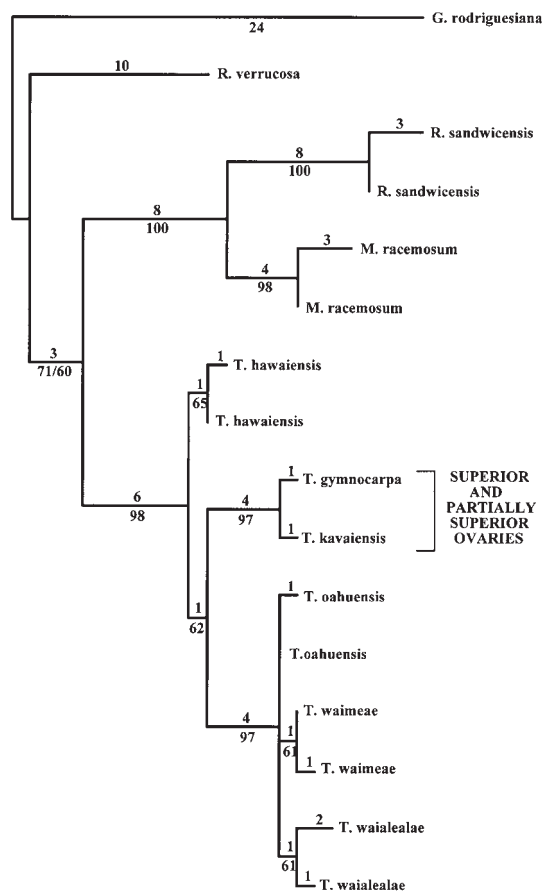 G. rodriguesiana
24
10
R. verrucosa
3
R. sandwicensis
8
100
R. sandwicensis
8
100
3
M. racemosum
4
98
M. racemosum
3
71/60
1
T. hawaiensis
1
65
T. hawaiensis
1
T. gymnocarpa
SUPERIOR
AND
PARTIALLY
SUPERIOR
OVARIES
6
98
4
97
1
T. kavaiensis
1
T. oahuensis
1
62
T.oahuensis
4
97
T. waimeae
1
61
1
T. waimeae
2
T. waialealae
1
61
1
T. waialealae